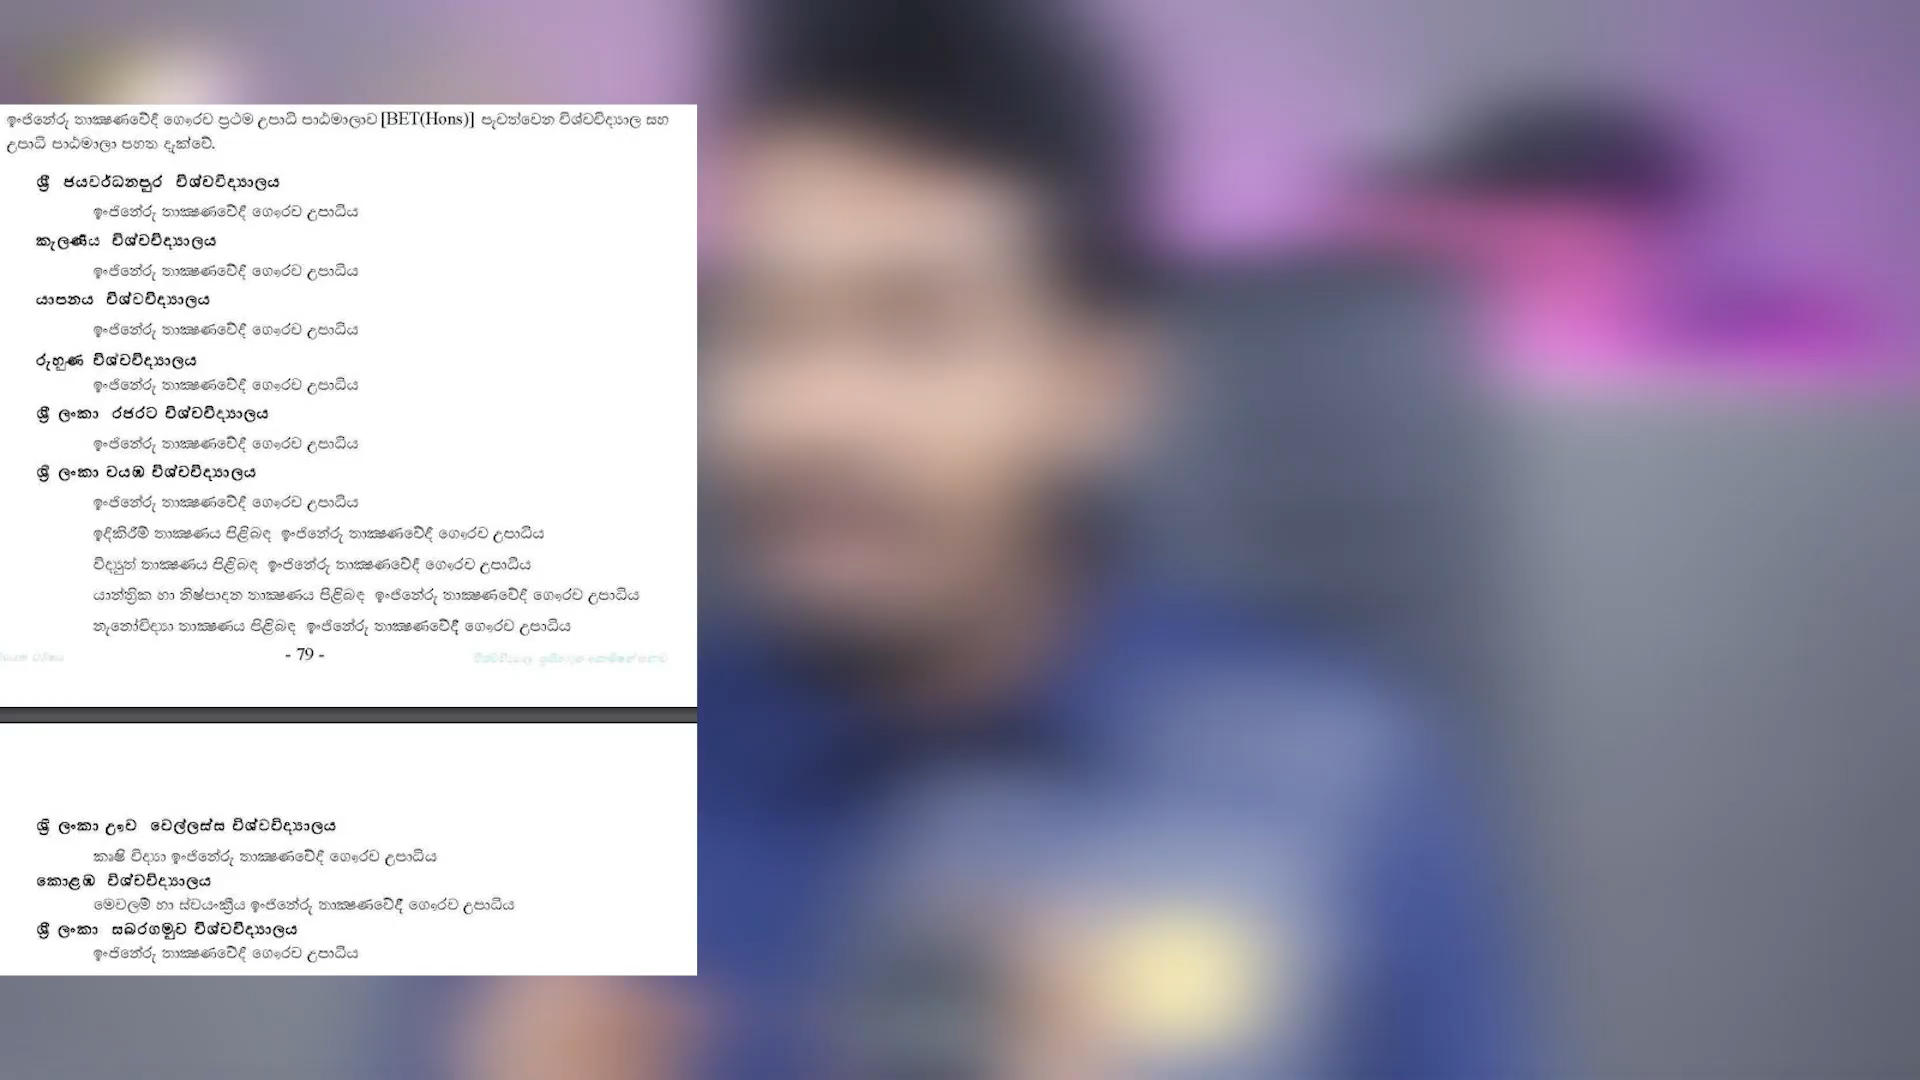 ඉංජිනේරු තාක්ෂණවේදී ගෞරව ප්‍රථම උපාධි පාඨමාලාව [BET(Hons)] පැවත්වෙන විශ්වවිද්‍යාල සහ
උපාධි පාඨමාලා පහත දැක්වේ.
ශ්‍රී ජයවර්ධනපුර විශ්වවිද්‍යාලය
ඉංජිනේරු තාක්ෂණවේදී ගෞරව උපාධිය
කැලණිය විශ්වවිද්‍යාලය
ඉංජිනේරු තාක්ෂණවේදී ගෞරව උපාධිය
යාපනය විශ්වවිද්‍යාලය
ඉංජිනේරු තාක්ෂණවේදී ගෞරව උපාධිය
රුහුණ විශ්වවිද්‍යාලය
ඉංජිනේරු තාක්ෂණවේදී ගෞරව උපාධිය
ශ්‍රී ලංකා රජරට විශ්වවිද්‍යාලය
ඉංජිනේරු තාක්ෂණවේදී ගෞරව උපාධිය
ශ්‍රී ලංකා වයඹ විශ්වවිද්‍යාලය
ඉංජිනේරු තාක්ෂණවේදී ගෞරව උපාධිය
ඉදිකිරීම් තාක්ෂණය පිළිබඳ ඉංජිනේරු තාක්ෂණවේදී ගෞරව උපාධිය
විද්‍යුත් තාක්ෂණය පිළිබඳ ඉංජිනේරු තාක්ෂණවේදී ගෞරව උපාධිය
යාන්ත්‍රික හා නිෂ්පාදන තාක්ෂණය පිළිබඳ ඉංජිනේරු තාක්ෂණවේදී ගෞරව උපාධිය
නැනෝවිද්‍යා තාක්ෂණය පිළිබඳ ඉංජිනේරු තාක්ෂණවේදී ගෞරව උපාධිය
- 79 -
ශ්‍රී ලංකා ඌව වෙල්ලස්ස විශ්වවිද්‍යාලය
කෘෂි විද්‍යා ඉංජිනේරු තාක්ෂණවේදී ගෞරව උපාධිය
කොළඹ විශ්වවිද්‍යාලය
මෙවලම් හා ස්වයංක්‍රීය ඉංජිනේරු තාක්ෂණවේදී ගෞරව උපාධිය
ශ්‍රී ලංකා සබරගමුව විශ්වවිද්‍යාලය
ඉංජිනේරු තාක්ෂණවේදී ගෞරව උපාධිය